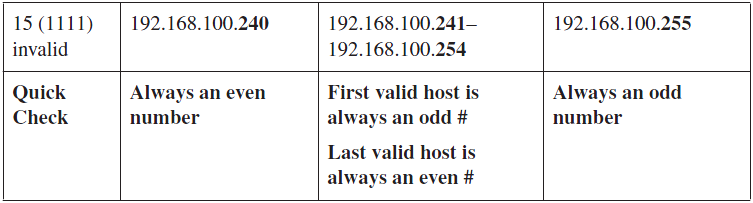 15 (1111)
invalid
192.168.100.240
192.168.100.241–
192.168.100.254
192.168.100.255
Quick
Check
Always an even
number
First valid host is
always an odd #
Last valid host is
always an even #
Always an odd
number